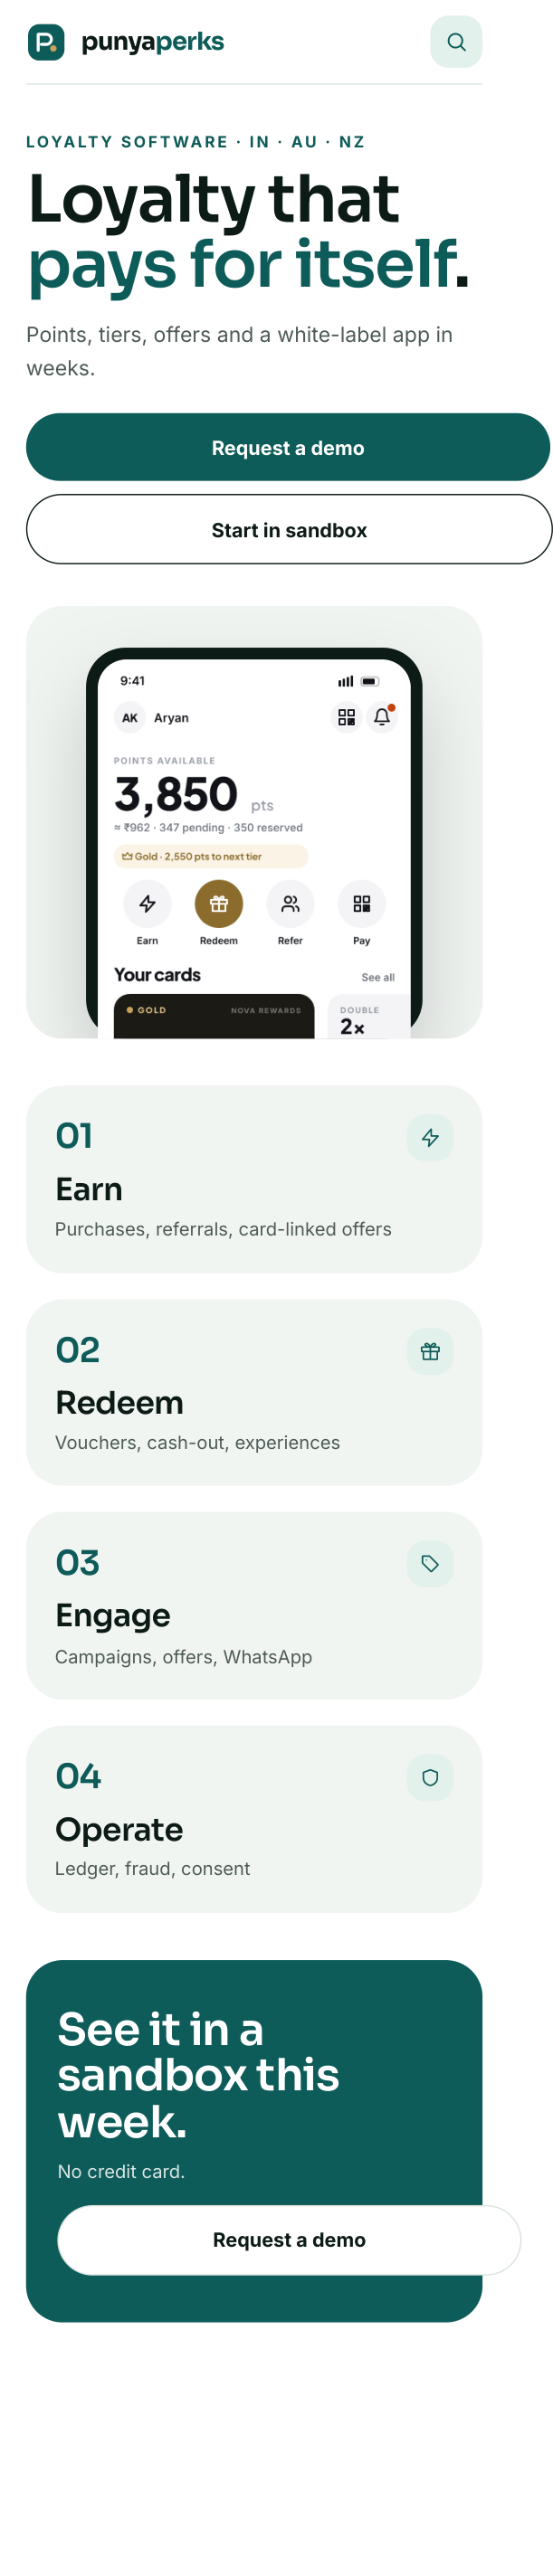 punyaperks
LOYALTY SOFTWARE · IN · AU · NZ
Loyalty that
pays for itself.
Points, tiers, offers and a white-label app in
weeks.
Request a demo
Start in sandbox
9:41
AK Aryan
POINTS AVAILABLE
3,850 pts
≈ ₹962 · 347 pending · 350 reserved
Gold · 2,550 pts to next tier
Earn Redeem Refer Pay
Your cards See all
GOLD NOVA REWARDS DOUBLE
2×
01
Earn
Purchases, referrals, card-linked offers
02
Redeem
Vouchers, cash-out, experiences
03
Engage
Campaigns, offers, WhatsApp
04
Operate
Ledger, fraud, consent
See it in a
sandbox this
week.
No credit card.
Request a demo